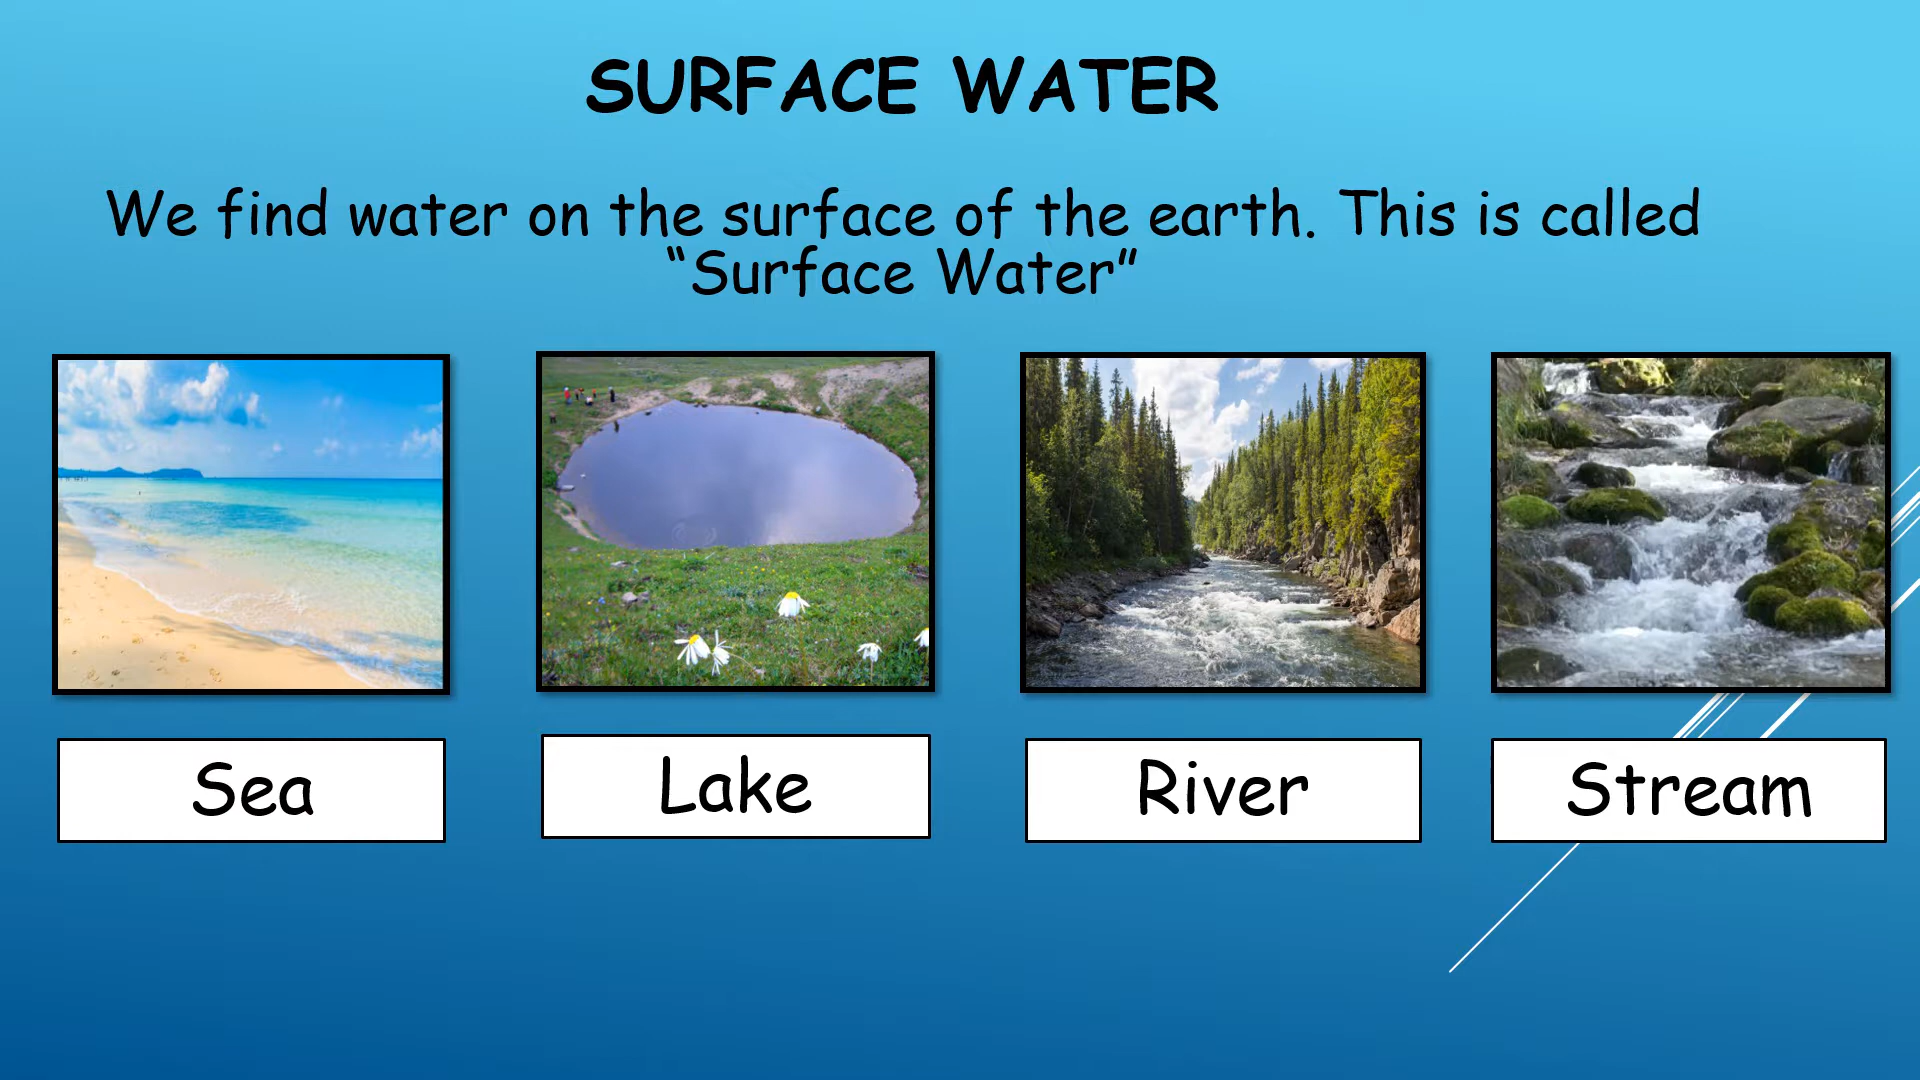 SURFACE WATER
We find water on the surface of the earth. This is called
“Surface Water”
Sea
Lake
River
Stream